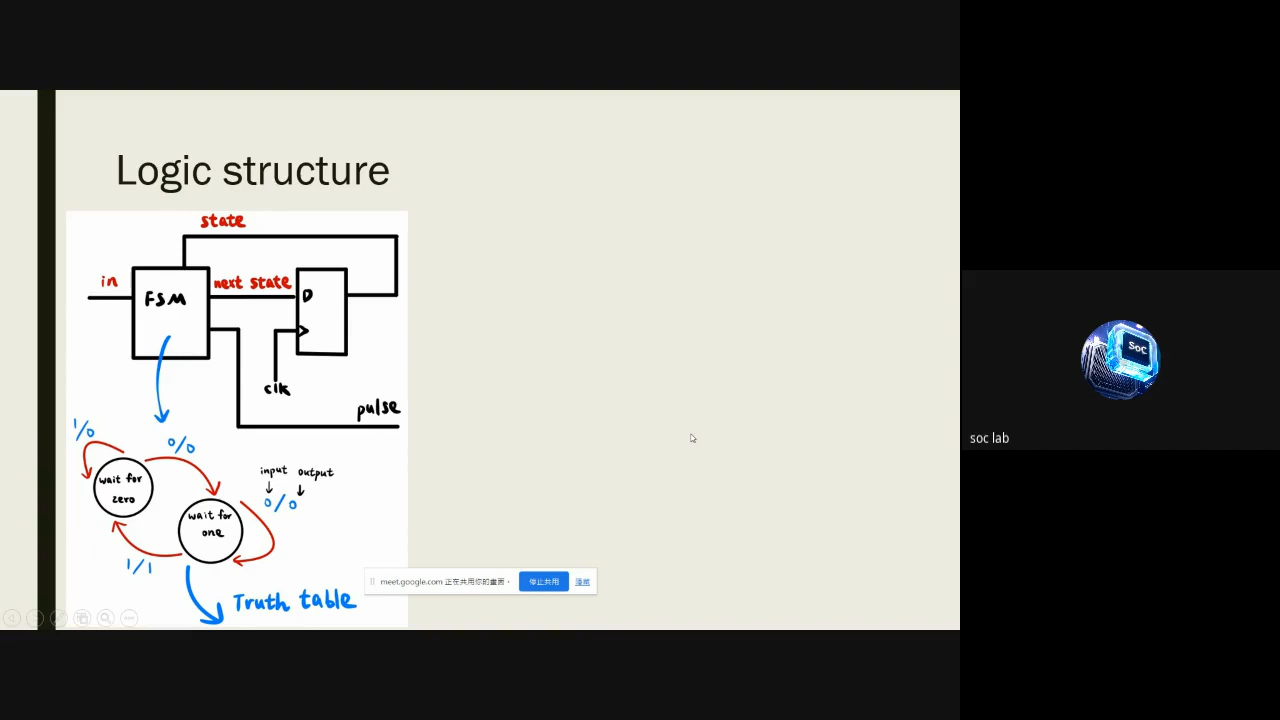 Logic structure
state
in
next state
FSM
D
clk
pulse
1/0
0/0
input output
0/0
wait for
zero
wait for
one
1/1
Truth table
meet.google.com 正在共用你的畫面。
停止共用
隱藏
SoC
soc lab